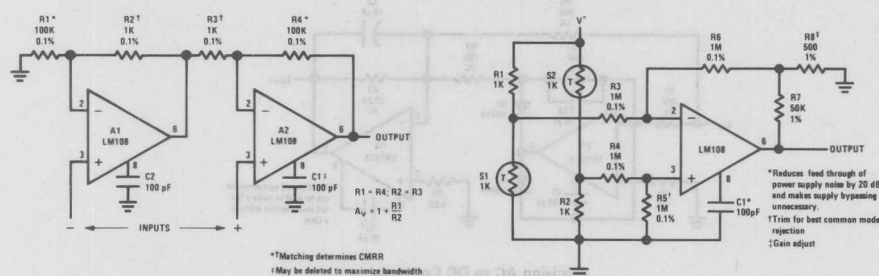 R1*
100K
0.1%
R2†
1K
0.1%
R3†
1K
0.1%
R4*
100K
0.1%
2
−
A1
LM108
6
3
+
8
C2
100 pF
2
−
A2
LM108
6
OUTPUT
3
+
8
C1‡
100 pF
R1 = R4; R2 = R3
AV = 1 + R1/R2
− INPUTS +
*†Matching determines CMRR
‡May be deleted to maximize bandwidth
V+
R1
1K
S2
1K
T
R3
1M
0.1%
R6
1M
0.1%
R8‡
500
1%
R7
50K
1%
2
−
LM108
6
OUTPUT
3
+
8
S1
1K
T
R4
1M
0.1%
R2
1K
R5†
1M
0.1%
C1*
100pF
*Reduces feed through of
power supply noise by 20 dB
and makes supply bypassing
unnecessary.
†Trim for best common mode
rejection
‡Gain adjust